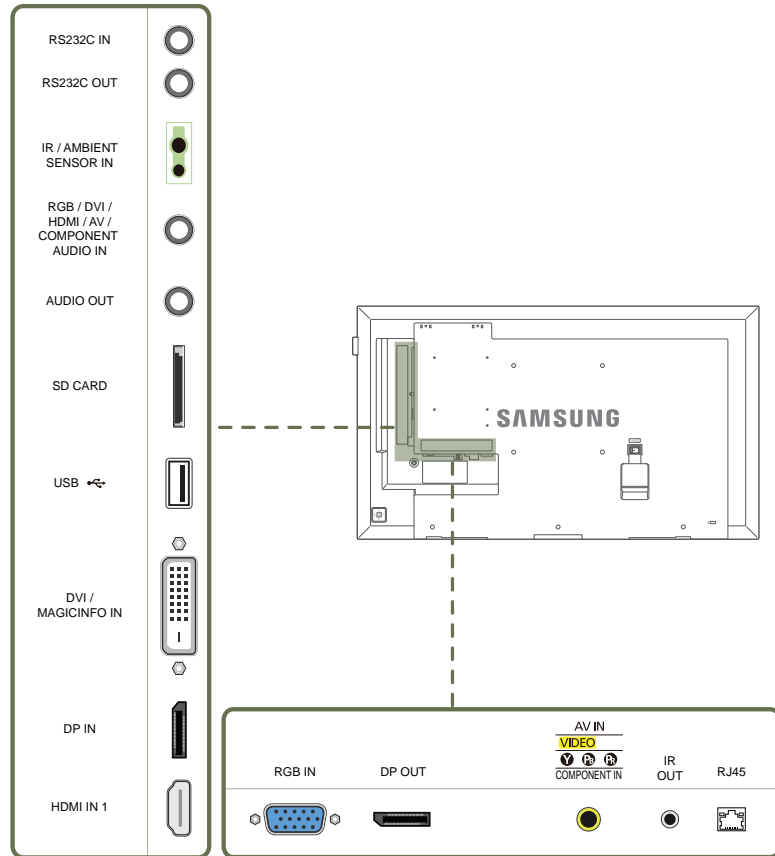 RS232C IN
RS232C OUT
IR / AMBIENT
SENSOR IN
RGB / DVI /
HDMI / AV /
COMPONENT
AUDIO IN
AUDIO OUT
SD CARD
USB
DVI /
MAGICINFO IN
DP IN
HDMI IN 1
SAMSUNG
RGB IN
DP OUT
AV IN
VIDEO
Y PB PR
COMPONENT IN
IR
OUT
RJ45